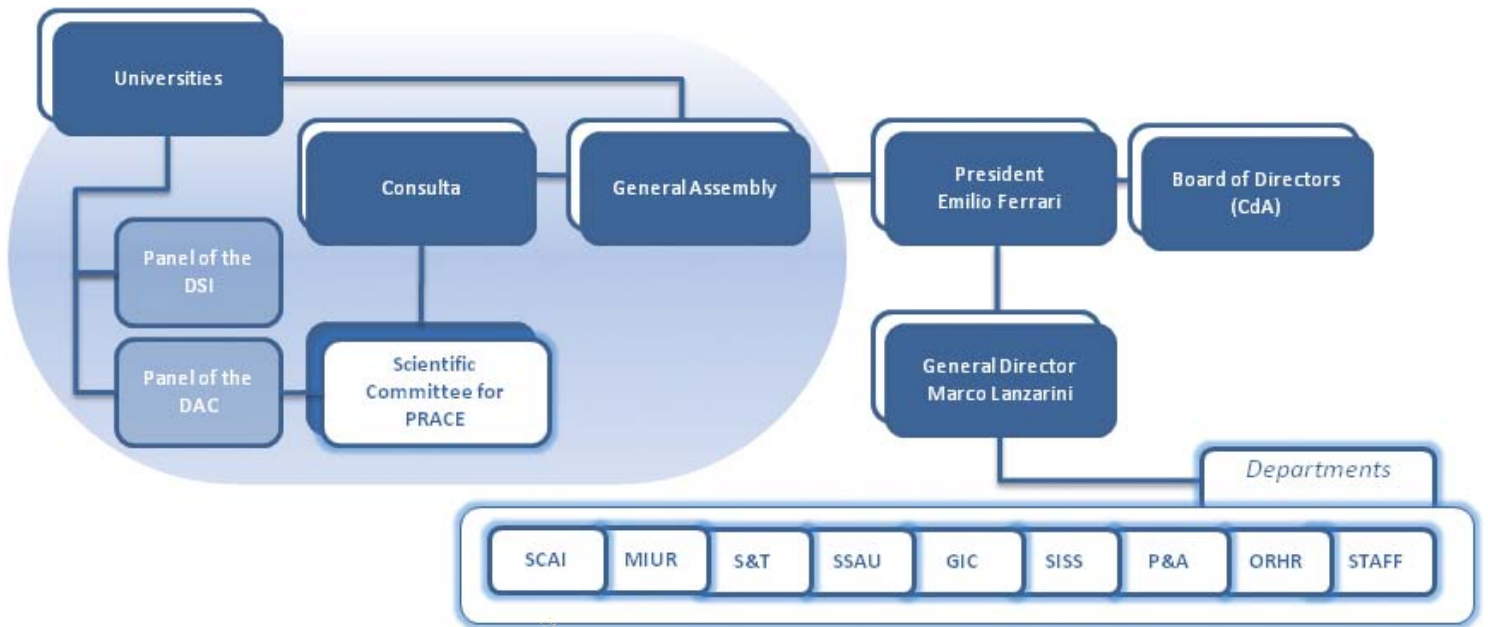 Universities
Consulta
General Assembly
President
Emilio Ferrari
Board of Directors
(CdA)
Panel of the
DSI
Panel of the
DAC
Scientific
Committee for
PRACE
General Director
Marco Lanzarini
Departments
SCAI
MIUR
S&T
SSAU
GIC
SISS
P&A
ORHR
STAFF